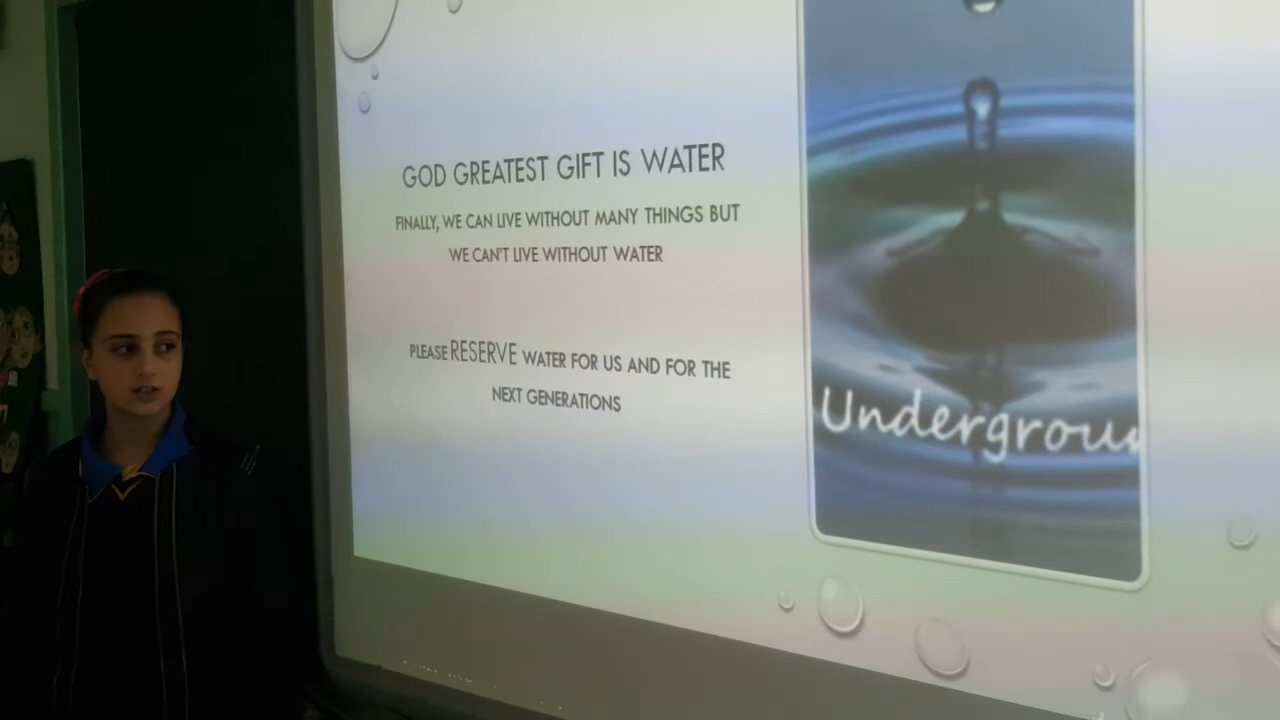 GOD GREATEST GIFT IS WATER
FINALLY, WE CAN LIVE WITHOUT MANY THINGS BUT
WE CAN'T LIVE WITHOUT WATER
PLEASE RESERVE WATER FOR US AND FOR THE
NEXT GENERATIONS